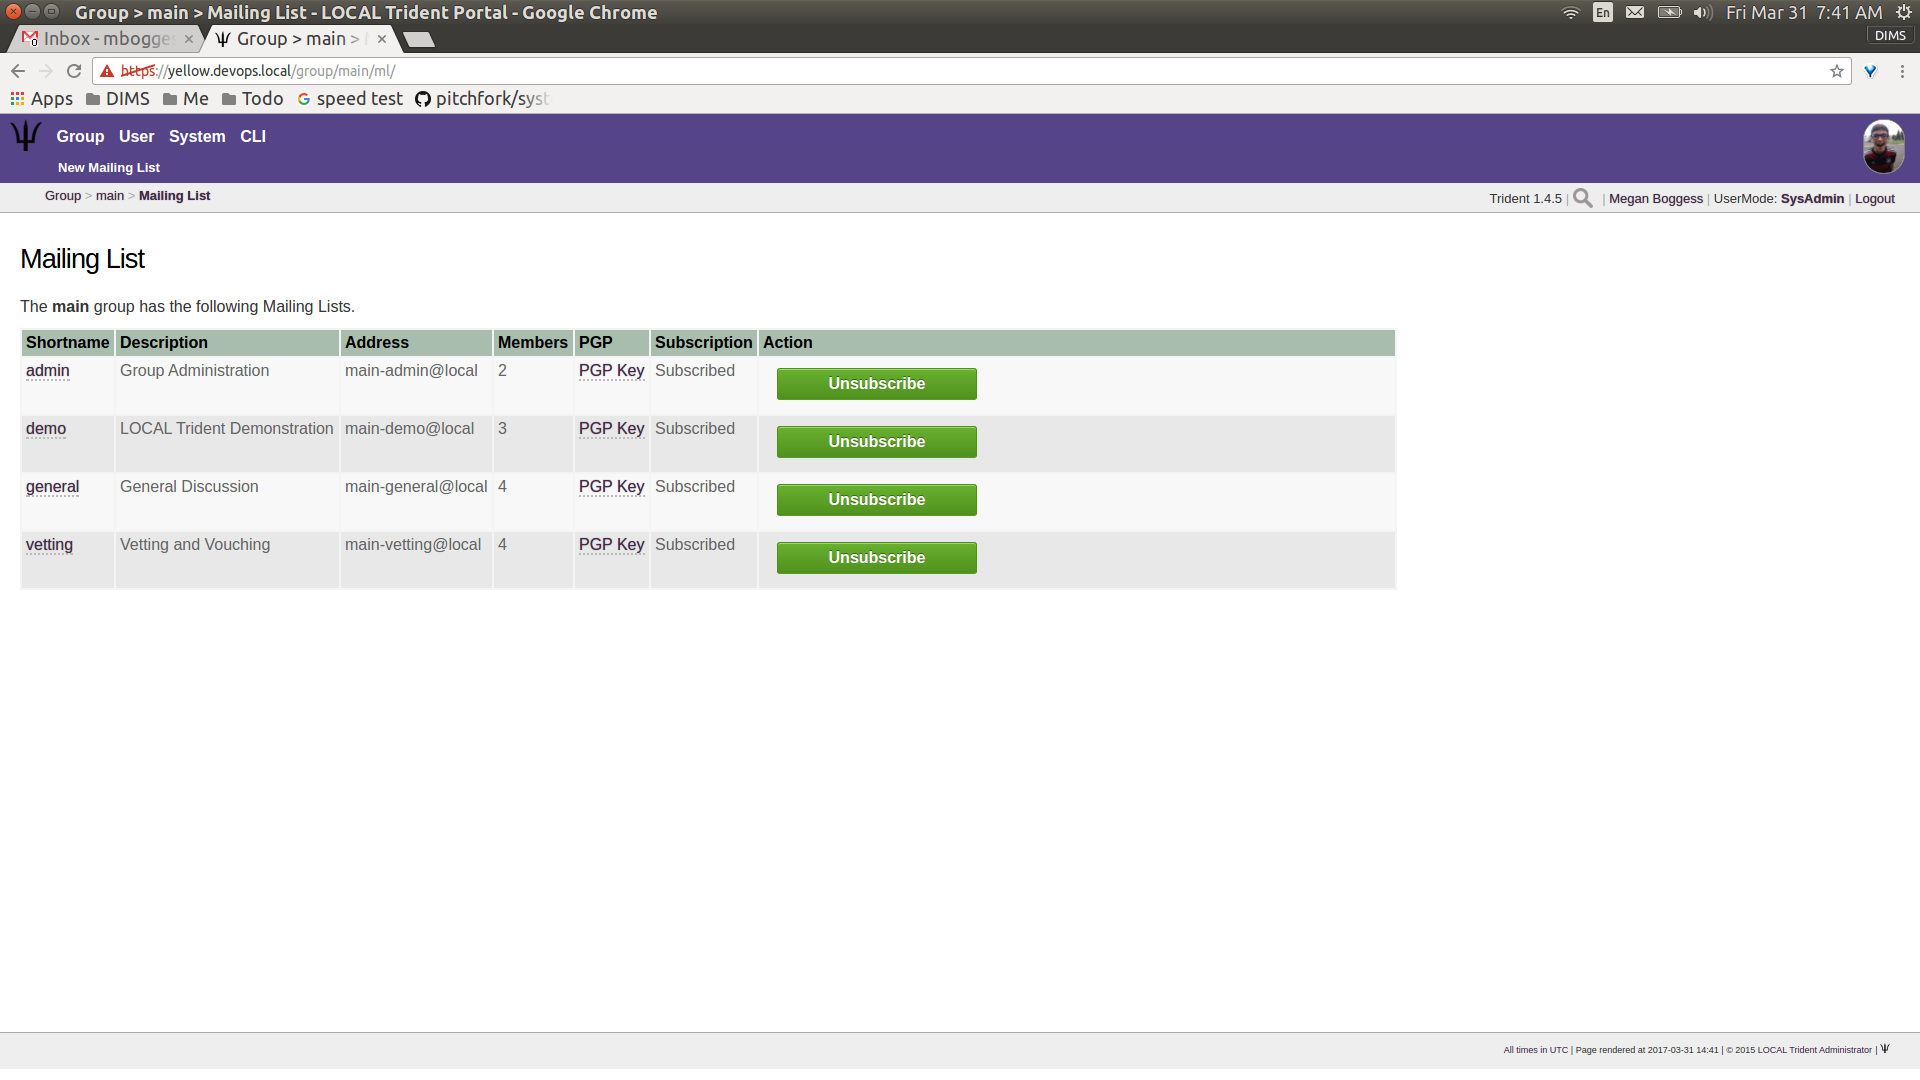 Group > main > Mailing List - LOCAL Trident Portal - Google Chrome
En
Fri Mar 31 7:41 AM
Inbox - mbogges
Group > main >
DIMS
https://yellow.devops.local/group/main/ml/
Apps DIMS Me Todo speed test pitchfork/syst
Group User System CLI
New Mailing List
Group > main > Mailing List
Trident 1.4.5 | | Megan Boggess | UserMode: SysAdmin | Logout
Mailing List
The main group has the following Mailing Lists.
Shortname Description Address Members PGP Subscription Action
admin Group Administration main-admin@local 2 PGP Key Subscribed Unsubscribe
demo LOCAL Trident Demonstration main-demo@local 3 PGP Key Subscribed Unsubscribe
general General Discussion main-general@local 4 PGP Key Subscribed Unsubscribe
vetting Vetting and Vouching main-vetting@local 4 PGP Key Subscribed Unsubscribe
All times in UTC | Page rendered at 2017-03-31 14:41 | © 2015 LOCAL Trident Administrator |